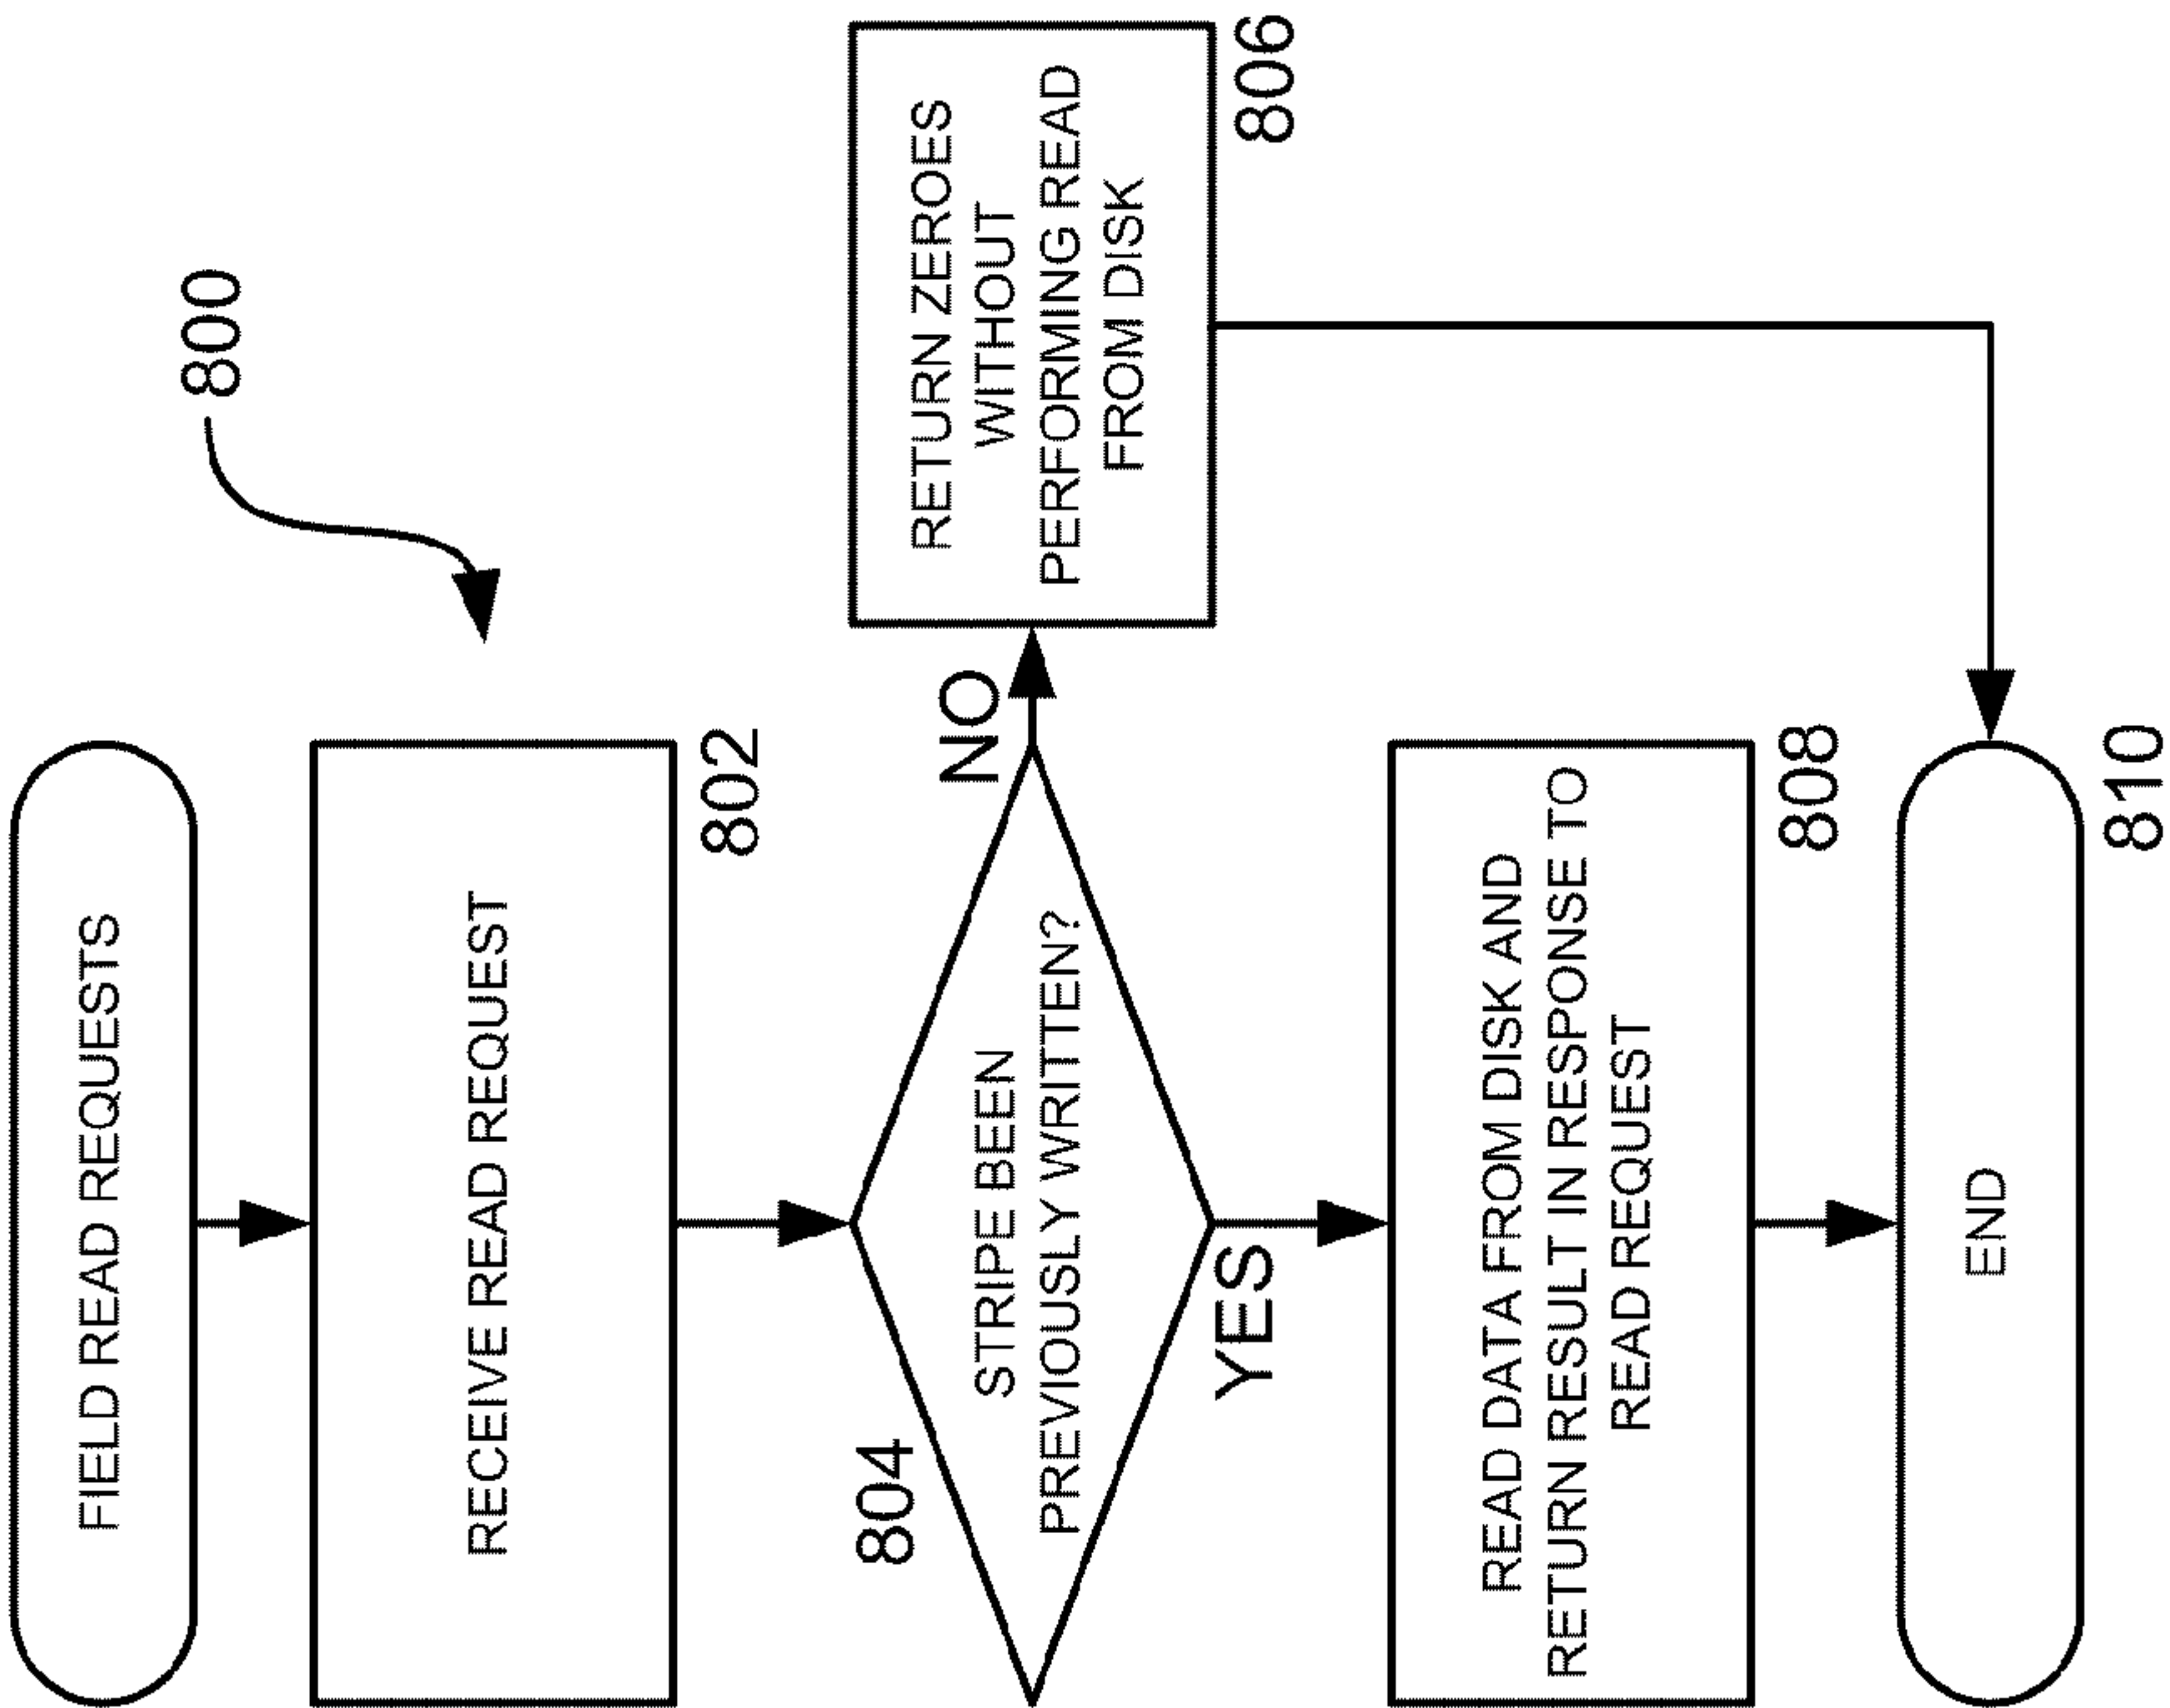 800
FIELD READ REQUESTS
RECEIVE READ REQUEST
802
804
STRIPE BEEN
PREVIOUSLY WRITTEN?
NO
RETURN ZEROES
WITHOUT
PERFORMING READ
FROM DISK
806
YES
READ DATA FROM DISK AND
RETURN RESULT IN RESPONSE TO
READ REQUEST
808
END
810